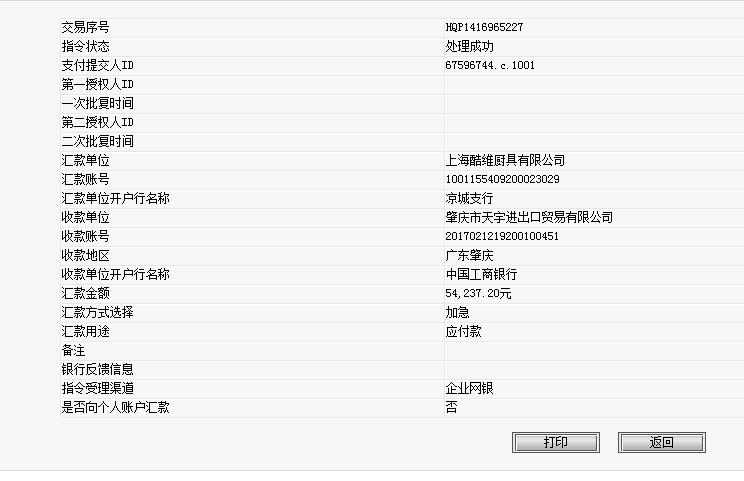 交易序号 HQP1416965227
指令状态 处理成功
支付提交人ID 67596744.c.1001
第一授权人ID
一次批复时间
第二授权人ID
二次批复时间
汇款单位 上海酷维厨具有限公司
汇款账号 1001155409200023029
汇款单位开户行名称 凉城支行
收款单位 肇庆市天宇进出口贸易有限公司
收款账号 2017021219200100451
收款地区 广东肇庆
收款单位开户行名称 中国工商银行
汇款金额 54,237.20元
汇款方式选择 加急
汇款用途 应付款
备注
银行反馈信息
指令受理渠道 企业网银
是否向个人账户汇款 否
打印 返回